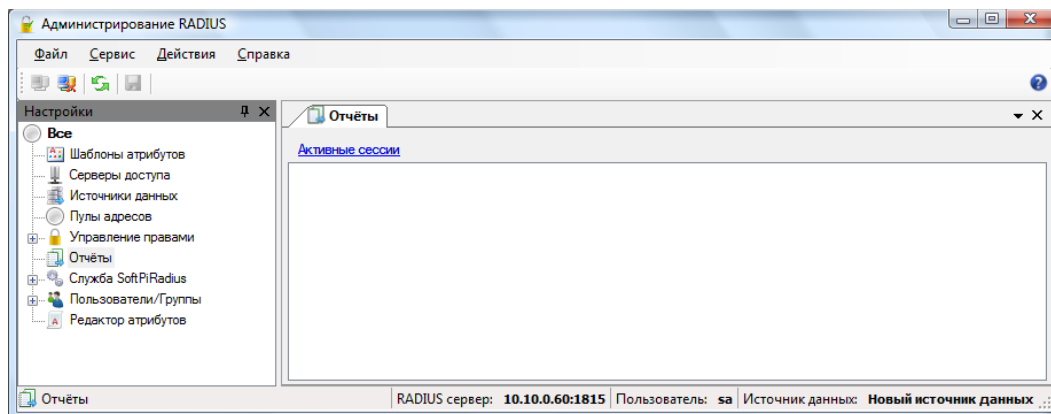 Администрирование RADIUS
Файл Сервис Действия Справка
Настройки
Все
Шаблоны атрибутов
Серверы доступа
Источники данных
Пулы адресов
Управление правами
Отчёты
Служба SoftPiRadius
Пользователи/Группы
Редактор атрибутов
Отчёты
Активные сессии
Отчёты
RADIUS сервер: 10.10.0.60:1815 Пользователь: sa Источник данных: Новый источник данных